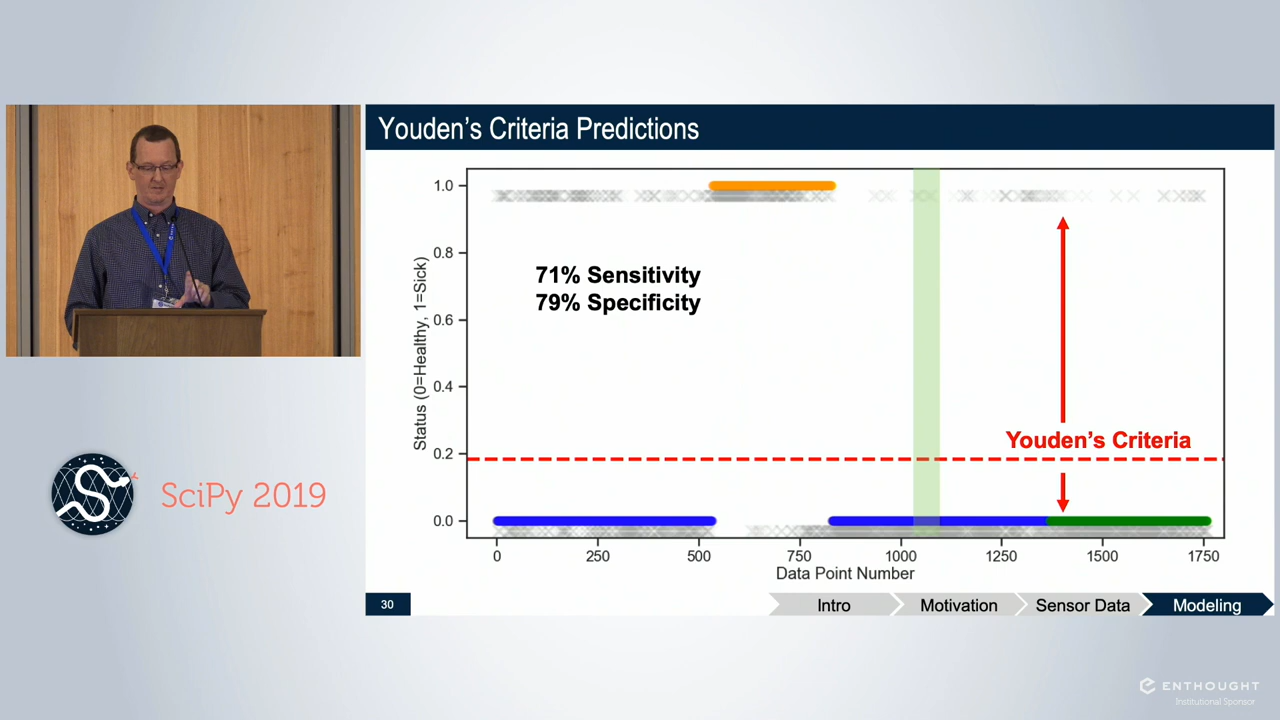 Youden's Criteria Predictions
1.0
0.8
0.6
0.4
0.2
0.0
Status (0=Healthy, 1=Sick)
71% Sensitivity
79% Specificity
Youden's Criteria
0 250 500 750 1000 1250 1500 1750
Data Point Number
30
Intro Motivation Sensor Data Modeling
SciPy 2019
ENTHOUGHT
Institutional Sponsor